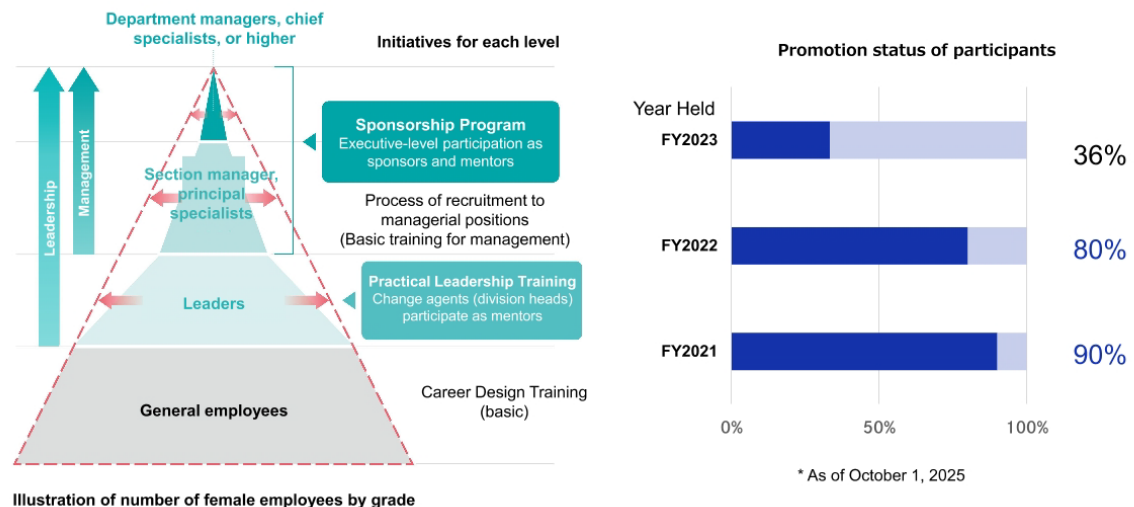 Department managers, chief
specialists, or higher
Initiatives for each level
Leadership
Management
Sponsorship Program
Executive-level participation as
sponsors and mentors
Section manager,
principal
specialists
Process of recruitment to
managerial positions
(Basic training for management)
Leaders
Practical Leadership Training
Change agents (division heads)
participate as mentors
General employees
Career Design Training
(basic)
Illustration of number of female employees by grade
Promotion status of participants
Year Held
FY2023
36%
FY2022
80%
FY2021
90%
0%
50%
100%
* As of October 1, 2025